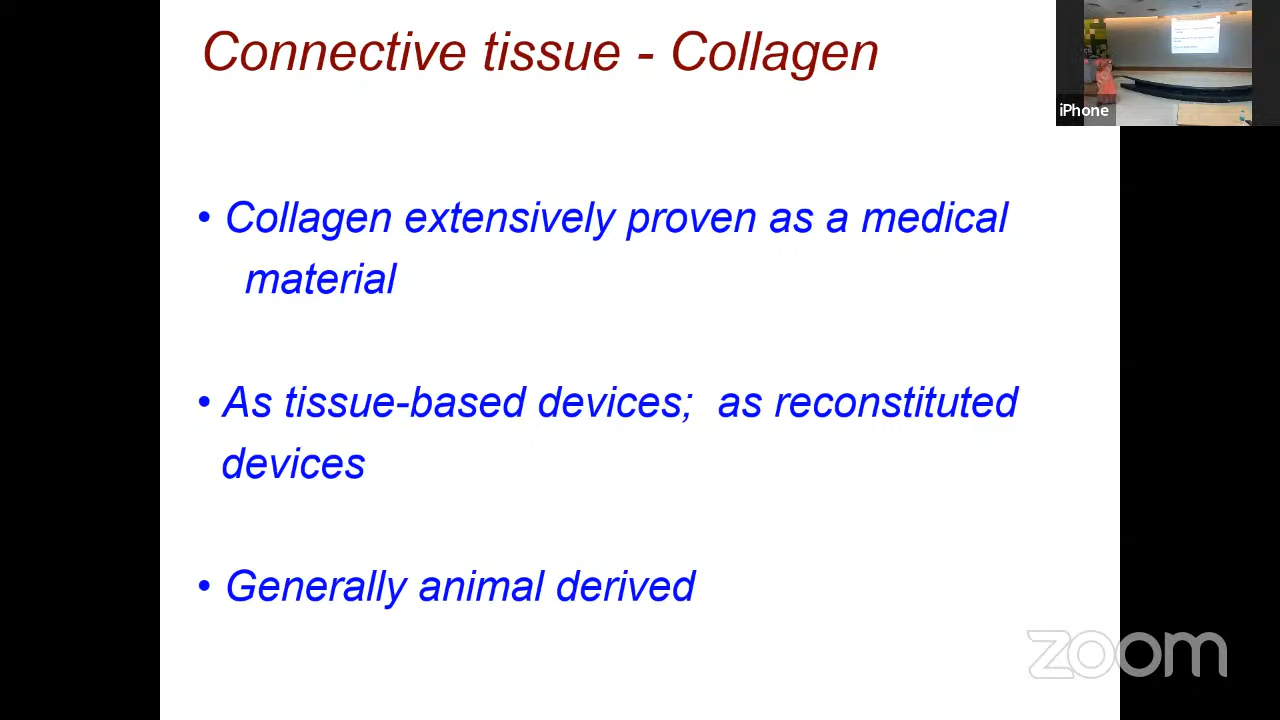 Connective tissue - Collagen
iPhone
• Collagen extensively proven as a medical
material
• As tissue-based devices; as reconstituted
devices
• Generally animal derived
zoom